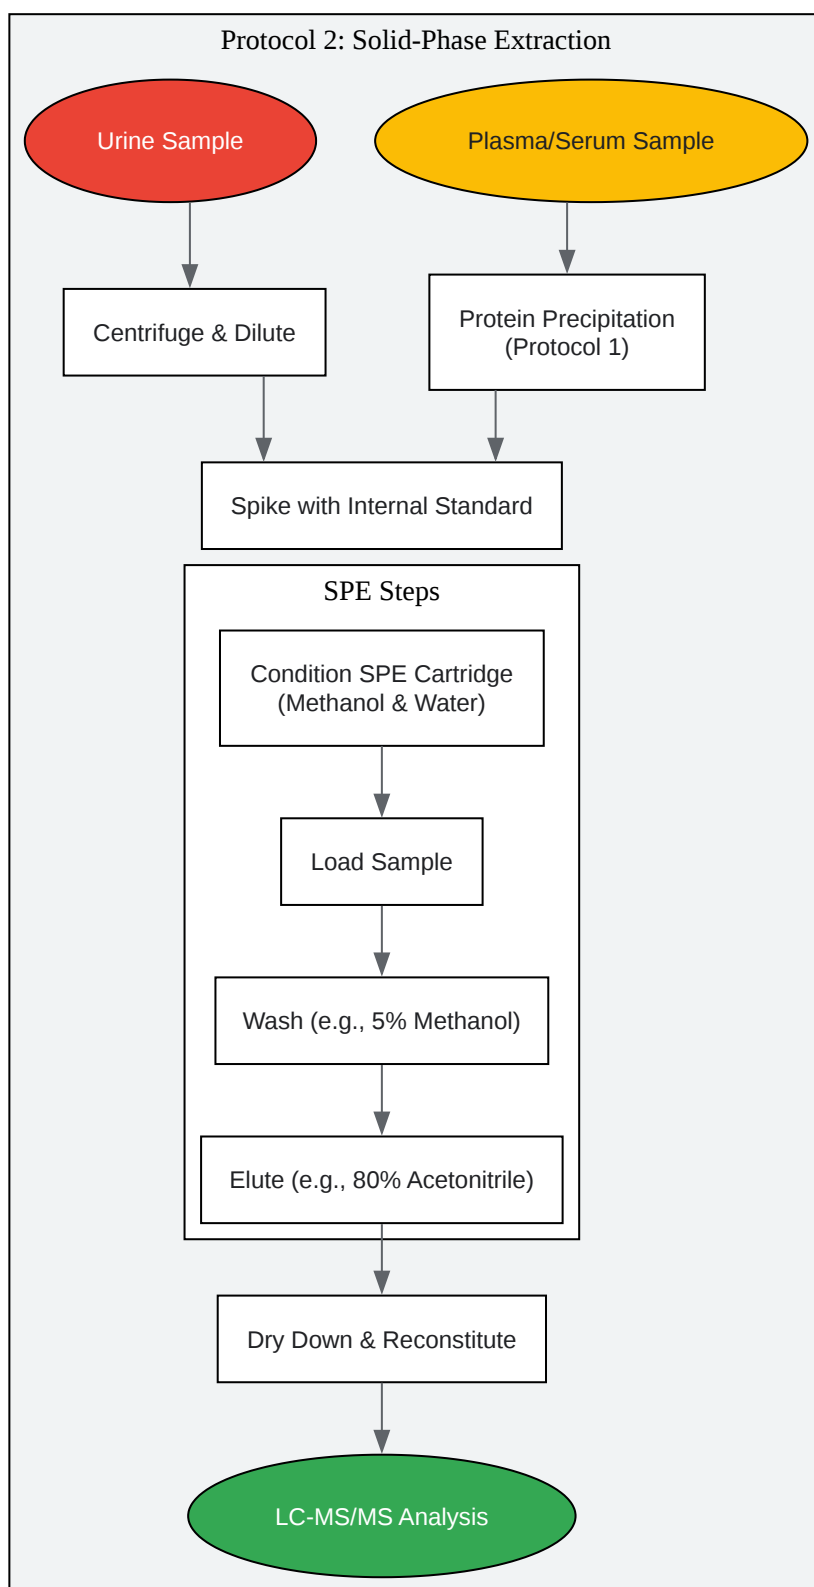 Protocol 2: Solid-Phase Extraction
Urine Sample
Plasma/Serum Sample
Centrifuge & Dilute
Protein Precipitation
(Protocol 1)
Spike with Internal Standard
SPE Steps
Condition SPE Cartridge
(Methanol & Water)
Load Sample
Wash (e.g., 5% Methanol)
Elute (e.g., 80% Acetonitrile)
Dry Down & Reconstitute
LC-MS/MS Analysis